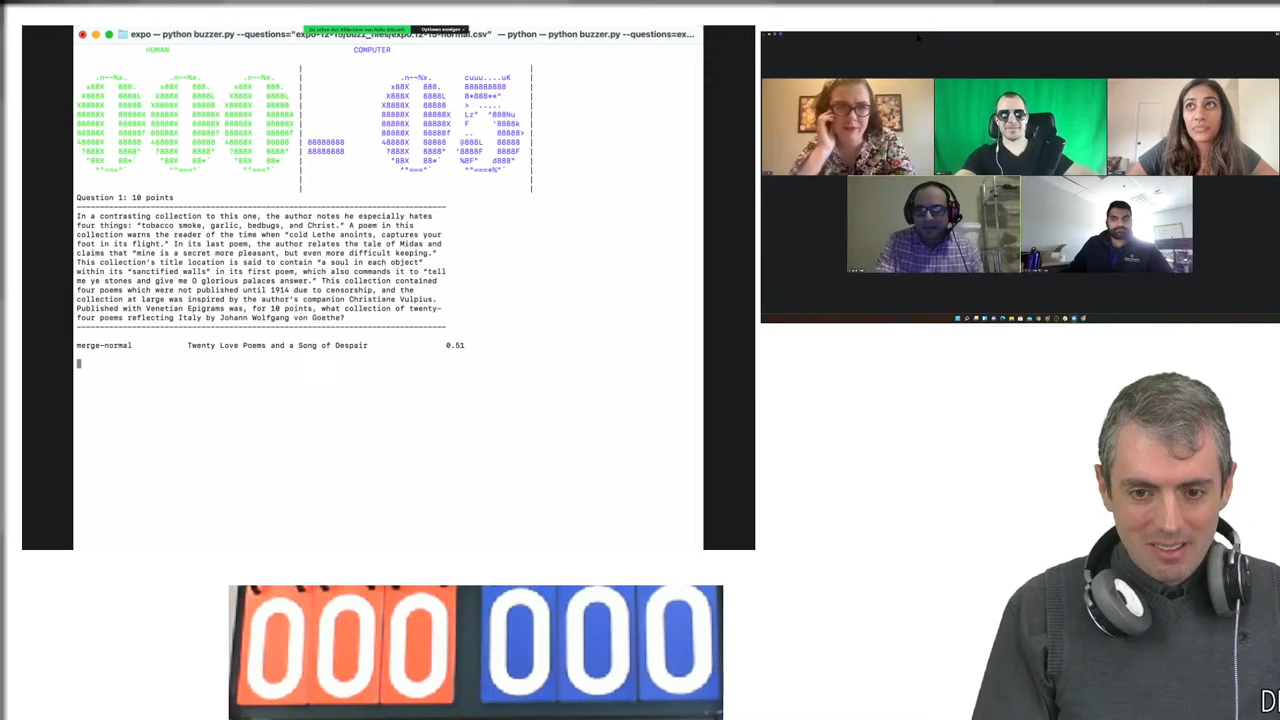 expo — python buzzer.py --questions="expo-12-15/buzz_files/expo.12-15-normal.csv" — python — python buzzer.py --questions=ex...
Optionen anzeigen
HUMAN COMPUTER
000 -05
Question 1: 10 points
In a contrasting collection to this one, the author notes he especially hates
four things: "tobacco smoke, garlic, bedbugs, and Christ." A poem in this
collection warns the reader of the time when "cold Lethe anoints, captures your
foot in its flight." In its last poem, the author relates the tale of Midas and
claims that "mine is a secret more pleasant, but even more difficult keeping."
This collection's title location is said to contain "a soul in each object"
within its "sanctified walls" in its first poem, which also commands it to "tell
me ye stones and give me O glorious palaces answer." This collection contained
four poems which were not published until 1914 due to censorship, and the
collection at large was inspired by the author's companion Christiane Vulpius.
Published with Venetian Epigrams was, for 10 points, what collection of twenty-
four poems reflecting Italy by Johann Wolfgang von Goethe?
merge-normal Twenty Love Poems and a Song of Despair 0.51
000 000